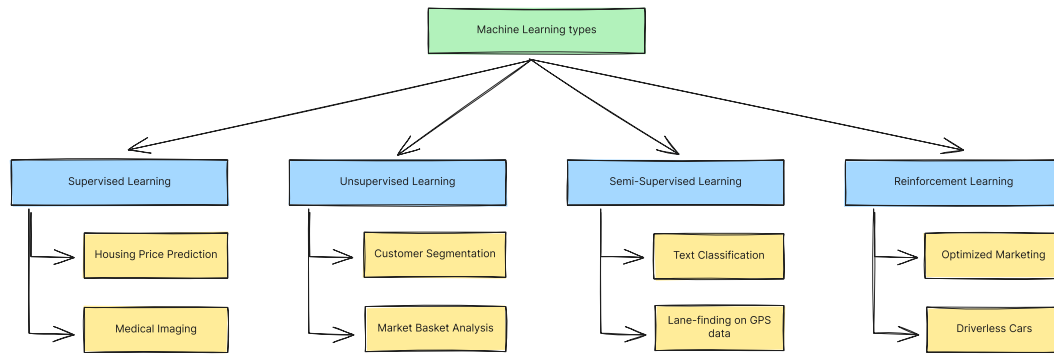 Machine Learning types
Supervised Learning
Unsupervised Learning
Semi-Supervised Learning
Reinforcement Learning
Housing Price Prediction
Customer Segmentation
Text Classification
Optimized Marketing
Medical Imaging
Market Basket Analysis
Lane-finding on GPS
data
Driverless Cars